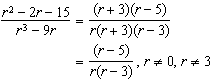 r² − 2r − 15 / r³ − 9r = (r + 3)(r − 5) / r(r + 3)(r − 3)
= (r − 5) / r(r − 3), r ≠ 0, r ≠ 3